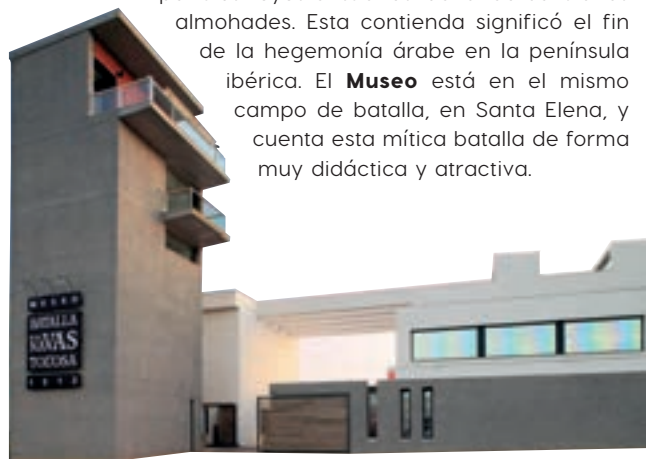 almohades. Esta contienda significó el fin
de la hegemonía árabe en la península
ibérica. El Museo está en el mismo
campo de batalla, en Santa Elena, y
cuenta esta mítica batalla de forma
muy didáctica y atractiva.
MUSEO
BATALLA
NAVAS
TOLOSA
1212